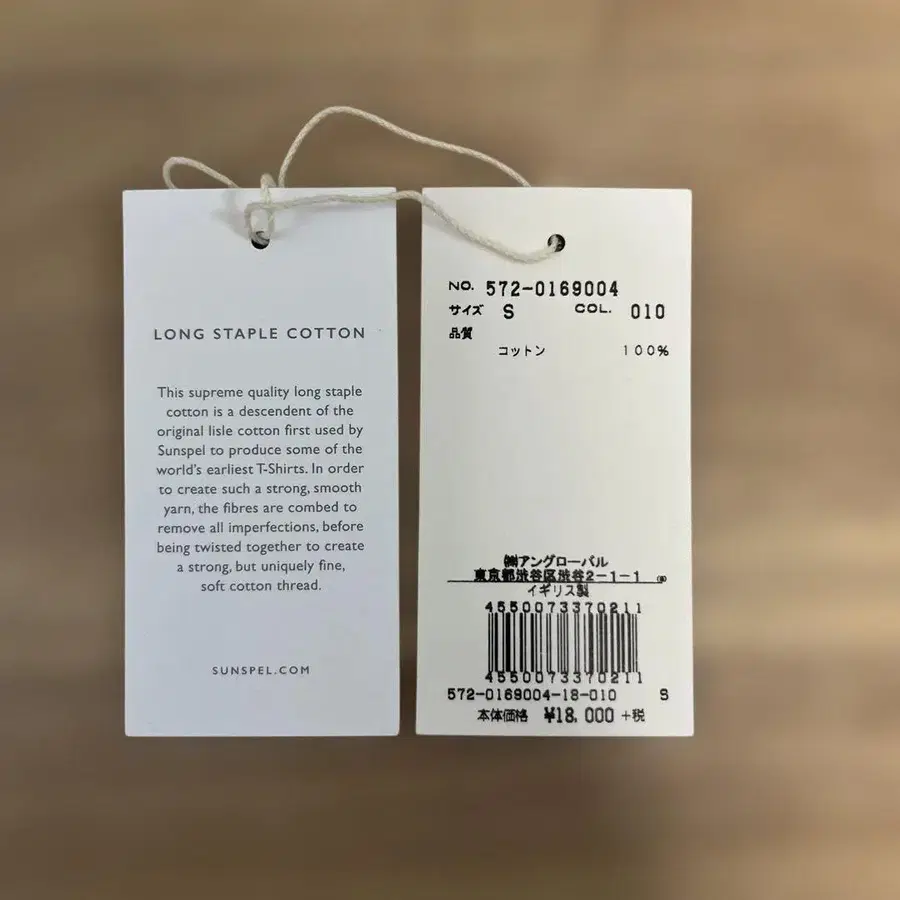 LONG STAPLE COTTON
This supreme quality long staple
cotton is a descendent of the
original lisle cotton first used by
Sunspel to produce some of the
world's earliest T-Shirts. In order
to create such a strong, smooth
yarn, the fibres are combed to
remove all imperfections, before
being twisted together to create
a strong, but uniquely fine,
soft cotton thread.
SUNSPEL.COM
NO. 572-0169004
サイズ S COL. 010
品質
コットン 100%
㈱アングローバル
東京都渋谷区渋谷2-1-1
イギリス製
4550073370211
4550073370211
572-0169004-18-010 S
本体価格 ¥18,000 +税